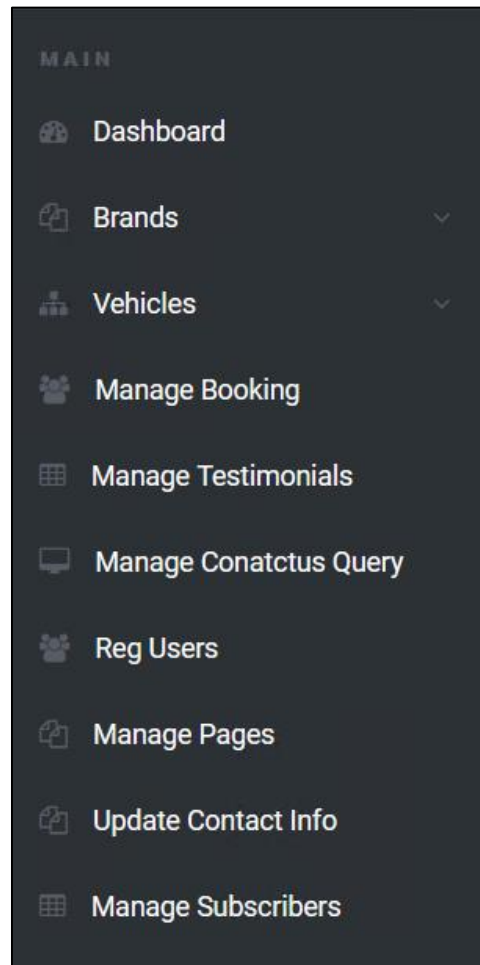 MAIN
Dashboard
Brands
Vehicles
Manage Booking
Manage Testimonials
Manage Conatctus Query
Reg Users
Manage Pages
Update Contact Info
Manage Subscribers